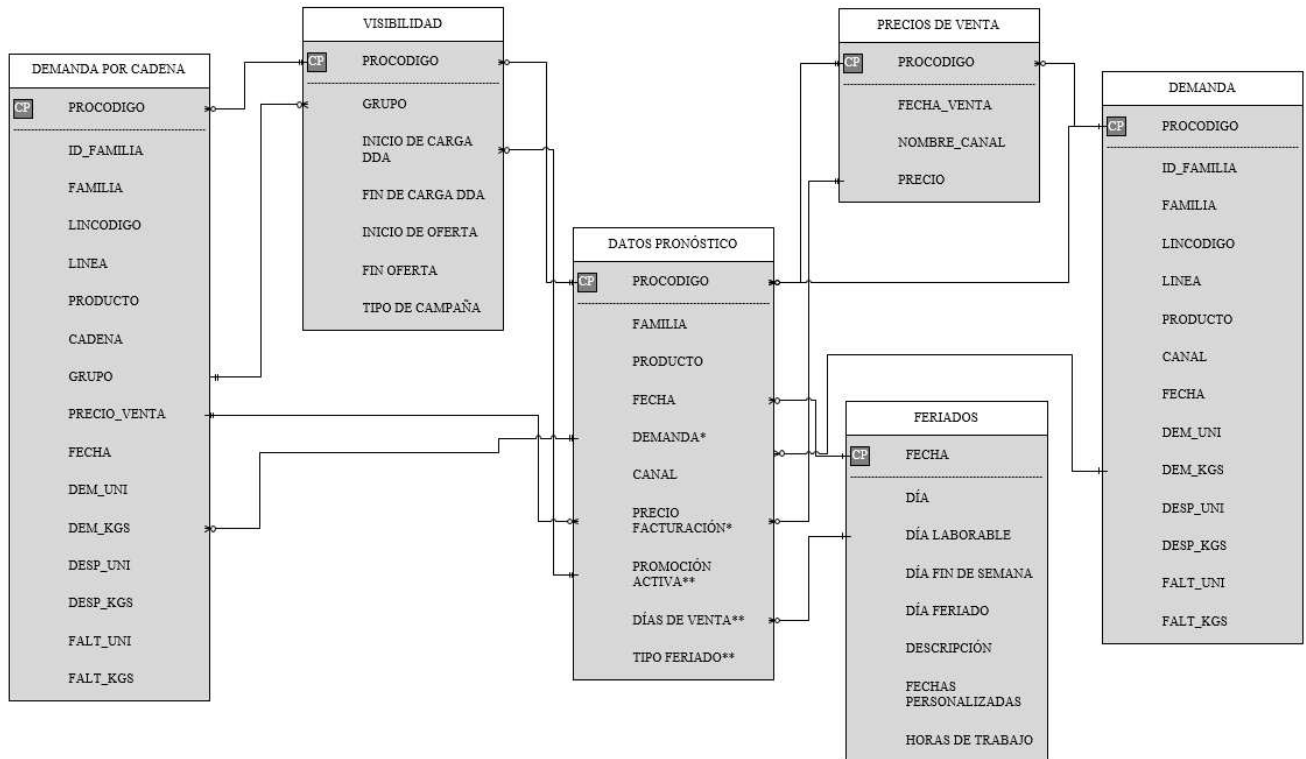 DEMANDA POR CADENA
CP PROCODIGO
ID_FAMILIA
FAMILIA
LINCODIGO
LINEA
PRODUCTO
CADENA
GRUPO
PRECIO_VENTA
FECHA
DEM_UNI
DEM_KGS
DESP_UNI
DESP_KGS
FALT_UNI
FALT_KGS
VISIBILIDAD
CP PROCODIGO
GRUPO
INICIO DE CARGA
DDA
FIN DE CARGA DDA
INICIO DE OFERTA
FIN OFERTA
TIPO DE CAMPAÑA
DATOS PRONÓSTICO
CP PROCODIGO
FAMILIA
PRODUCTO
FECHA
DEMANDA*
CANAL
PRECIO
FACTURACIÓN*
PROMOCIÓN
ACTIVA**
DÍAS DE VENTA**
TIPO FERIADO**
PRECIOS DE VENTA
CP PROCODIGO
FECHA_VENTA
NOMBRE_CANAL
PRECIO
FERIADOS
CP FECHA
DÍA
DÍA LABORABLE
DÍA FIN DE SEMANA
DÍA FERIADO
DESCRIPCIÓN
FECHAS
PERSONALIZADAS
HORAS DE TRABAJO
DEMANDA
CP PROCODIGO
ID_FAMILIA
FAMILIA
LINCODIGO
LINEA
PRODUCTO
CANAL
FECHA
DEM_UNI
DEM_KGS
DESP_UNI
DESP_KGS
FALT_UNI
FALT_KGS